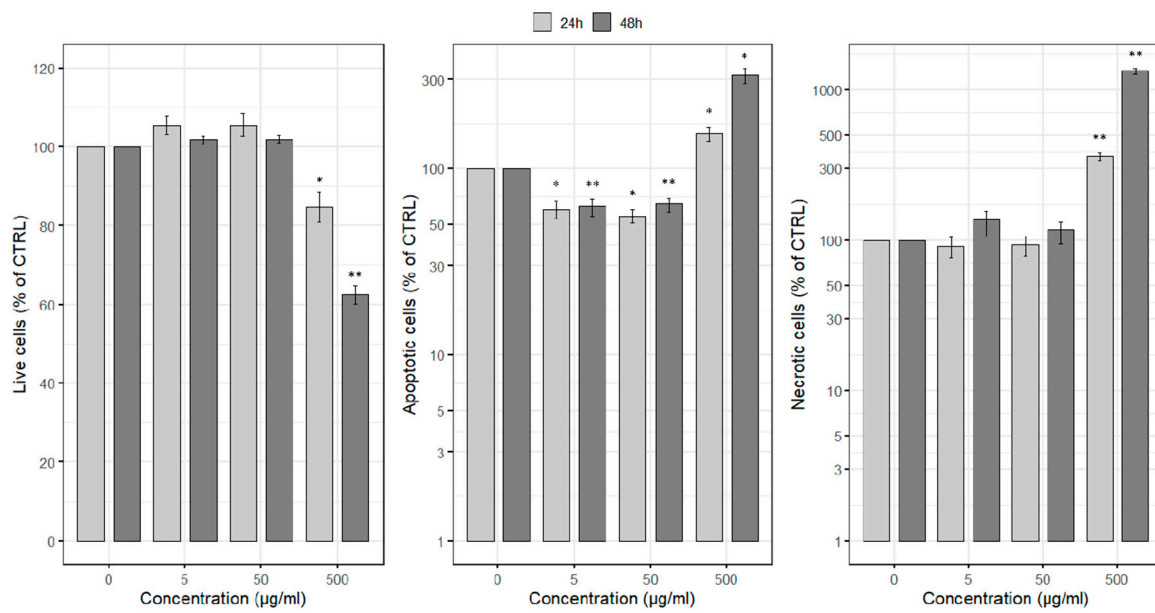 24h 48h
Live cells (% of CTRL)
120
100
80
60
40
20
0
*
**
0 5 50 500
Concentration (µg/ml)
Apoptotic cells (% of CTRL)
300
100
50
30
10
5
3
1
* ** * ** * *
0 5 50 500
Concentration (µg/ml)
Necrotic cells (% of CTRL)
1000
500
300
100
50
30
10
5
3
1
** **
0 5 50 500
Concentration (µg/ml)